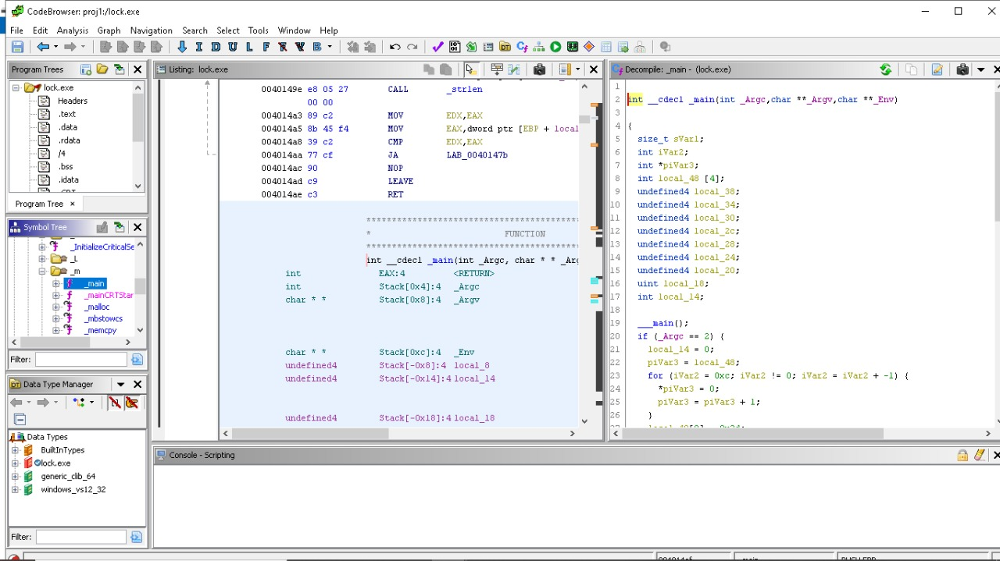 CodeBrowser: proj1:/lock.exe
File Edit Analysis Graph Navigation Search Select Tools Window Help
I D U L F B
Program Trees
lock.exe
Headers
.text
.data
.rdata
/4
.bss
.idata
Program Tree ×
Symbol Tree
_InitializeCriticalSe
_L
_m
_main
_mainCRTStar
_malloc
_mbstowcs
_memcpy
Filter:
Data Type Manager
Data Types
BuiltInTypes
lock.exe
generic_clib_64
windows_vs12_32
Filter:
Listing: lock.exe
0040149e e8 05 27 CALL _strlen
00 00
004014a3 89 c2 MOV EDX,EAX
004014a5 8b 45 f4 MOV EAX,dword ptr [EBP + local
004014a8 39 c2 CMP EDX,EAX
004014aa 77 cf JA LAB_0040147b
004014ac 90 NOP
004014ad c9 LEAVE
004014ae c3 RET
* FUNCTION
int __cdecl _main(int _Argc, char * * _Arg
int EAX:4 <RETURN>
int Stack[0x4]:4 _Argc
char * * Stack[0x8]:4 _Argv
char * * Stack[0xc]:4 _Env
undefined4 Stack[-0x8]:4 local_8
undefined4 Stack[-0x14]:4 local_14
undefined4 Stack[-0x18]:4 local_18
Decompile: _main - (lock.exe)
1
2 int __cdecl _main(int _Argc,char **_Argv,char **_Env)
3
4 {
5 size_t sVar1;
6 int iVar2;
7 int *piVar3;
8 int local_48 [4];
9 undefined4 local_38;
10 undefined4 local_34;
11 undefined4 local_30;
12 undefined4 local_2c;
13 undefined4 local_28;
14 undefined4 local_24;
15 undefined4 local_20;
16 uint local_18;
17 int local_14;
18
19 ___main();
20 if (_Argc == 2) {
21 local_14 = 0;
22 piVar3 = local_48;
23 for (iVar2 = 0xc; iVar2 != 0; iVar2 = iVar2 + -1) {
24 *piVar3 = 0;
25 piVar3 = piVar3 + 1;
26 }
Console - Scripting